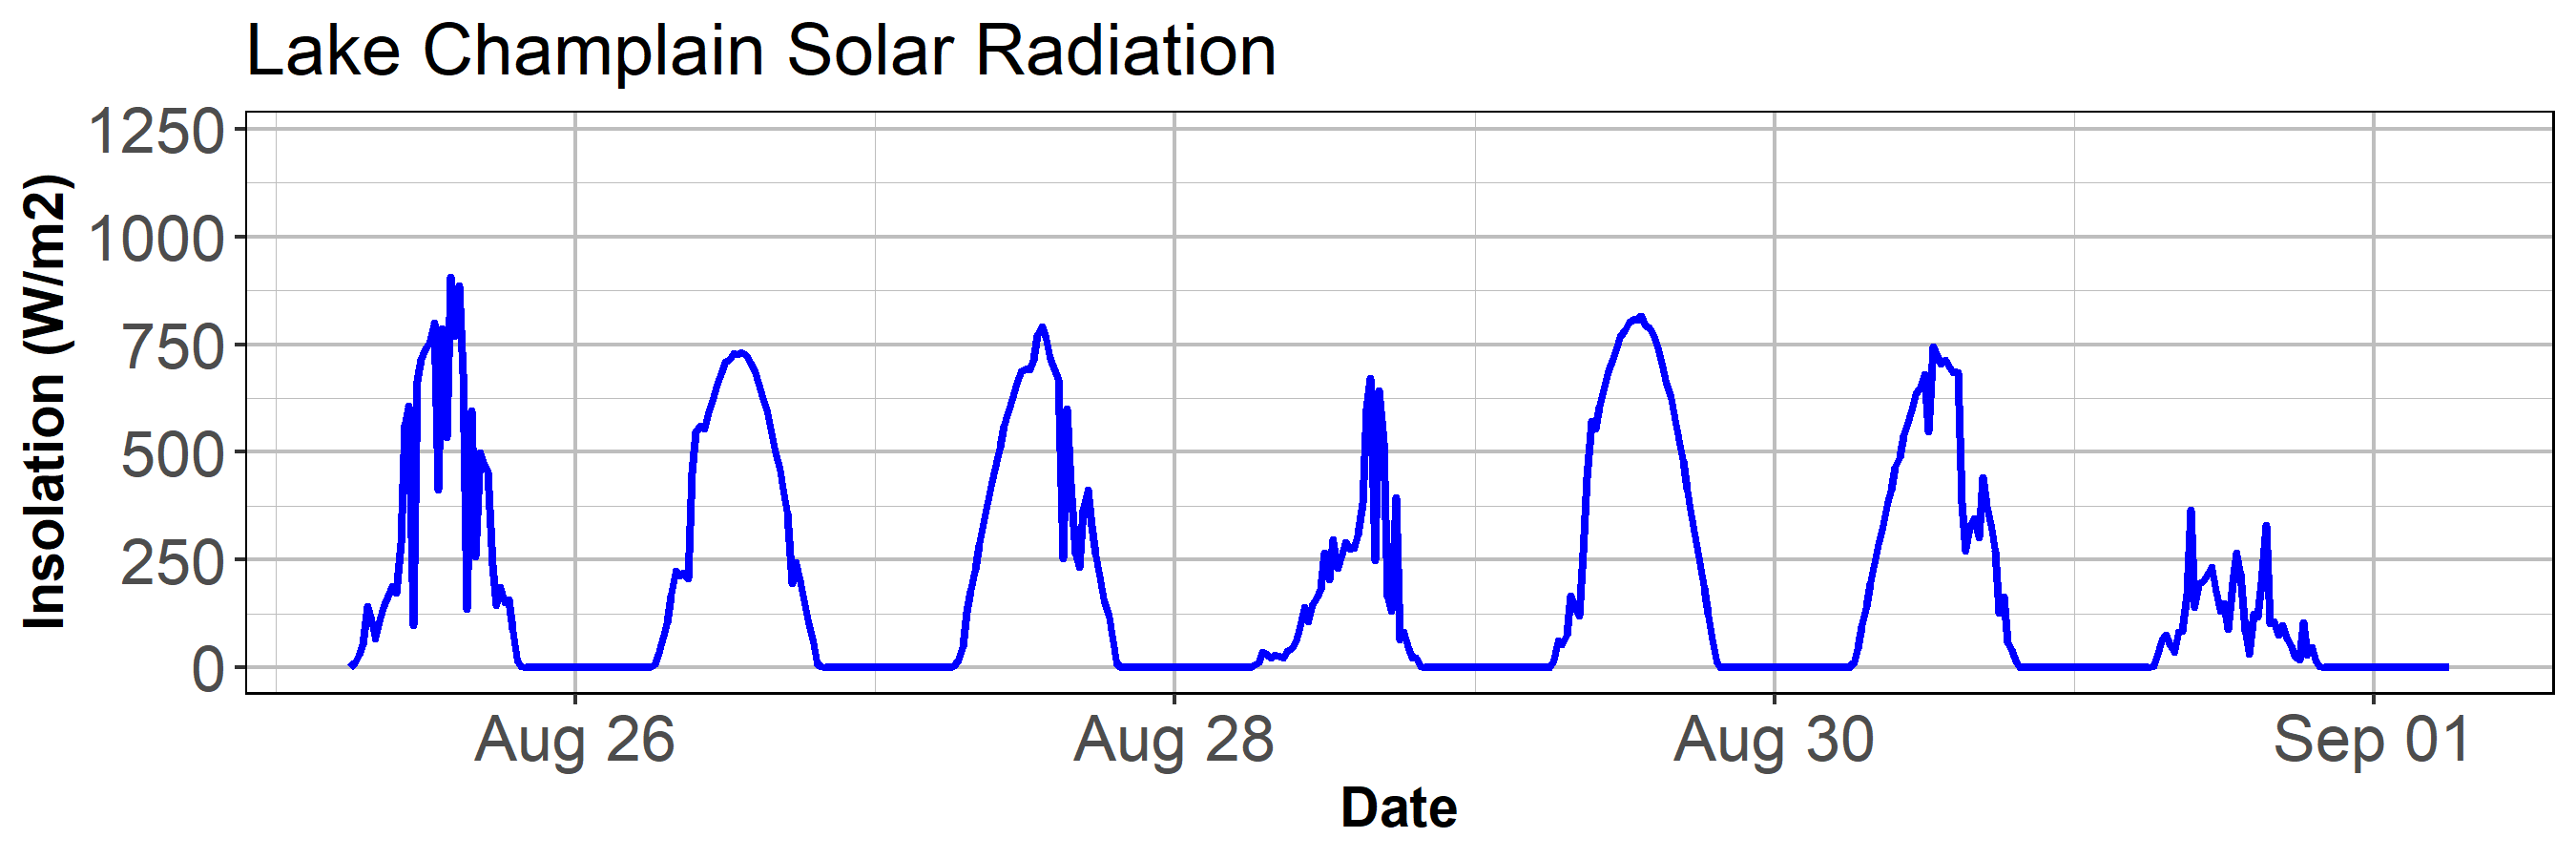 Lake Champlain Solar Radiation
1250
1000
750
500
250
0
Insolation (W/m2)
Aug 26 Aug 28 Aug 30 Sep 01
Date